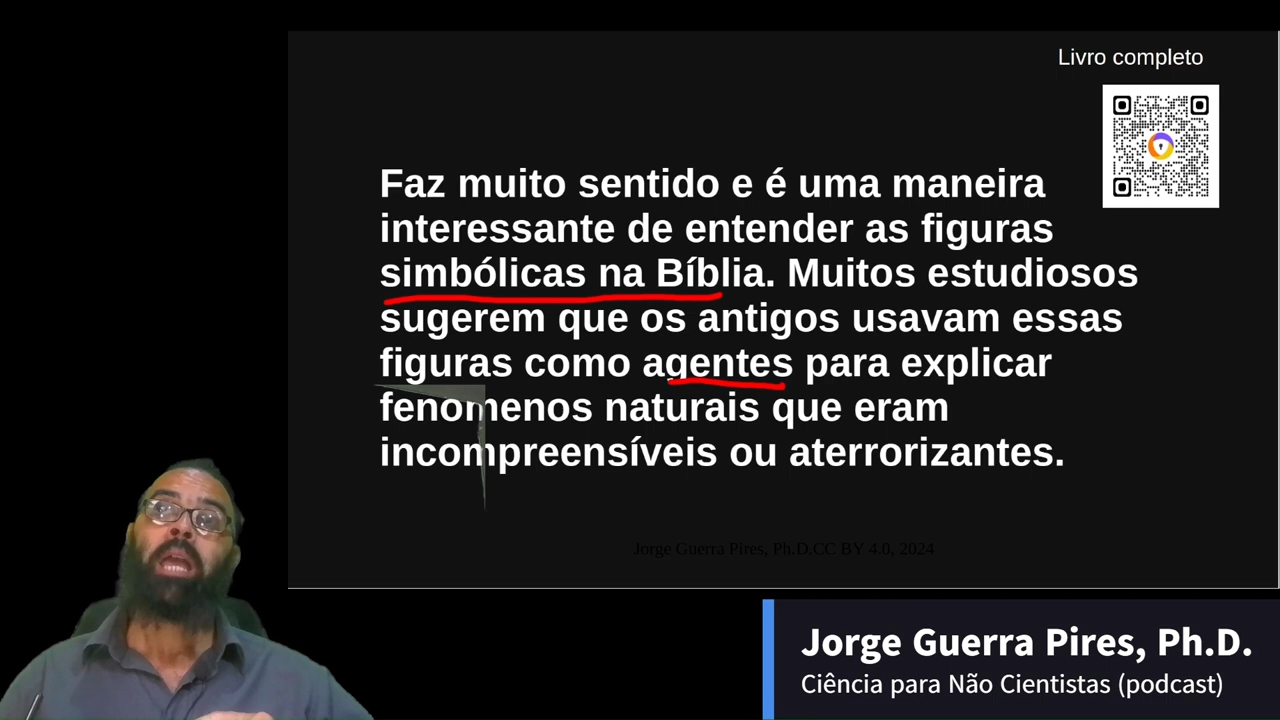 Livro completo
Faz muito sentido e é uma maneira
interessante de entender as figuras
simbólicas na Bíblia. Muitos estudiosos
sugerem que os antigos usavam essas
figuras como agentes para explicar
fenomenos naturais que eram
incompreensíveis ou aterrorizantes.
Jorge Guerra Pires, Ph.D.CC BY 4.0, 2024
Jorge Guerra Pires, Ph.D.
Ciência para Não Cientistas (podcast)